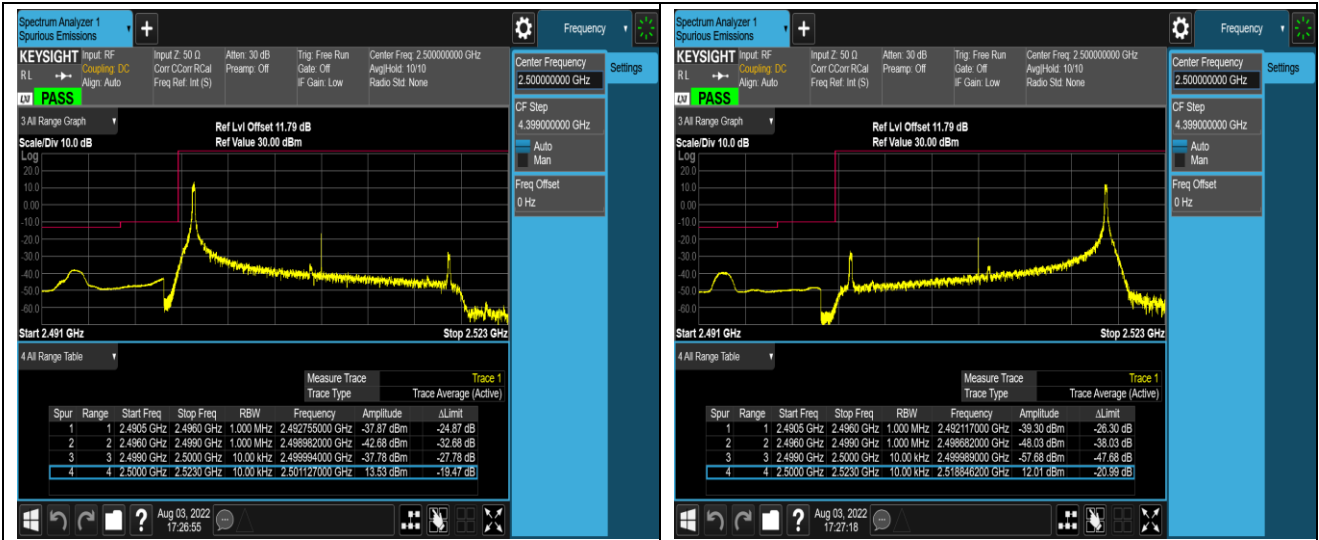 Spectrum Analyzer 1
Spurious Emissions
Frequency
KEYSIGHT
Input: RF
Coupling: DC
Align: Auto
Input Z: 50 Ω
Corr CCorr RCal
Freq Ref: Int (S)
Atten: 30 dB
Preamp: Off
Trig: Free Run
Gate: Off
IF Gain: Low
Center Freq: 2.500000000 GHz
Avg|Hold: 10/10
Radio Std: None
RL
LXI PASS
Center Frequency
2.500000000 GHz
Settings
CF Step
4.399000000 GHz
Auto
Man
Freq Offset
0 Hz
3 All Range Graph
Scale/Div 10.0 dB
Ref Lvl Offset 11.79 dB
Ref Value 30.00 dBm
Log
20.0
10.0
0.00
-10.0
-20.0
-30.0
-40.0
-50.0
-60.0
Start 2.491 GHz
Stop 2.523 GHz
4 All Range Table
Measure Trace Trace 1
Trace Type Trace Average (Active)
Spur Range Start Freq Stop Freq RBW Frequency Amplitude ΔLimit
1 1 2.4905 GHz 2.4960 GHz 1.000 MHz 2.492755000 GHz -37.87 dBm -24.87 dB
2 2 2.4960 GHz 2.4990 GHz 1.000 MHz 2.498982000 GHz -42.68 dBm -32.68 dB
3 3 2.4990 GHz 2.5000 GHz 10.00 kHz 2.499994000 GHz -37.78 dBm -27.78 dB
4 4 2.5000 GHz 2.5230 GHz 10.00 kHz 2.501127000 GHz 13.53 dBm -19.47 dB
?
Aug 03, 2022
17:26:55
Spectrum Analyzer 1
Spurious Emissions
Frequency
KEYSIGHT
Input: RF
Coupling: DC
Align: Auto
Input Z: 50 Ω
Corr CCorr RCal
Freq Ref: Int (S)
Atten: 30 dB
Preamp: Off
Trig: Free Run
Gate: Off
IF Gain: Low
Center Freq: 2.500000000 GHz
Avg|Hold: 10/10
Radio Std: None
RL
LXI PASS
Center Frequency
2.500000000 GHz
Settings
CF Step
4.399000000 GHz
Auto
Man
Freq Offset
0 Hz
3 All Range Graph
Scale/Div 10.0 dB
Ref Lvl Offset 11.79 dB
Ref Value 30.00 dBm
Log
20.0
10.0
0.00
-10.0
-20.0
-30.0
-40.0
-50.0
-60.0
Start 2.491 GHz
Stop 2.523 GHz
4 All Range Table
Measure Trace Trace 1
Trace Type Trace Average (Active)
Spur Range Start Freq Stop Freq RBW Frequency Amplitude ΔLimit
1 1 2.4905 GHz 2.4960 GHz 1.000 MHz 2.492117000 GHz -39.30 dBm -26.30 dB
2 2 2.4960 GHz 2.4990 GHz 1.000 MHz 2.498682000 GHz -48.03 dBm -38.03 dB
3 3 2.4990 GHz 2.5000 GHz 10.00 kHz 2.499989000 GHz -57.68 dBm -47.68 dB
4 4 2.5000 GHz 2.5230 GHz 10.00 kHz 2.518846200 GHz 12.01 dBm -20.99 dB
?
Aug 03, 2022
17:27:18